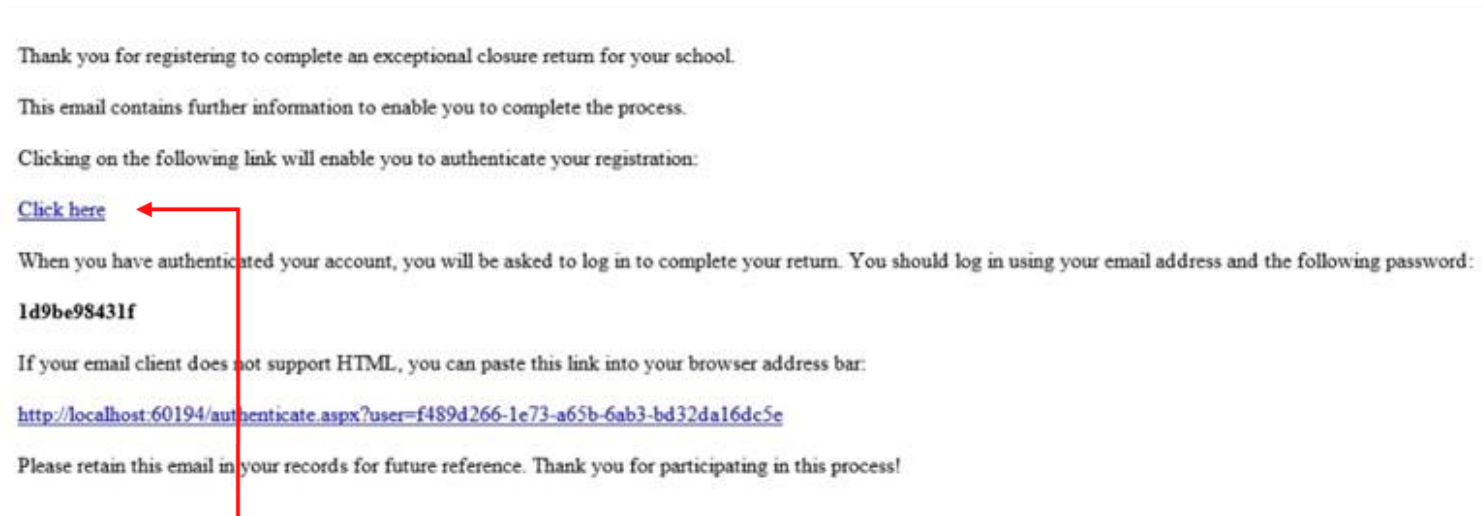 Thank you for registering to complete an exceptional closure return for your school.
This email contains further information to enable you to complete the process.
Clicking on the following link will enable you to authenticate your registration:
Click here
When you have authenticated your account, you will be asked to log in to complete your return. You should log in using your email address and the following password:
1d9be98431f
If your email client does not support HTML, you can paste this link into your browser address bar:
http://localhost:60194/authenticate.aspx?user=f489d266-1e73-a65b-6ab3-bd32da16dc5e
Please retain this email in your records for future reference. Thank you for participating in this process!